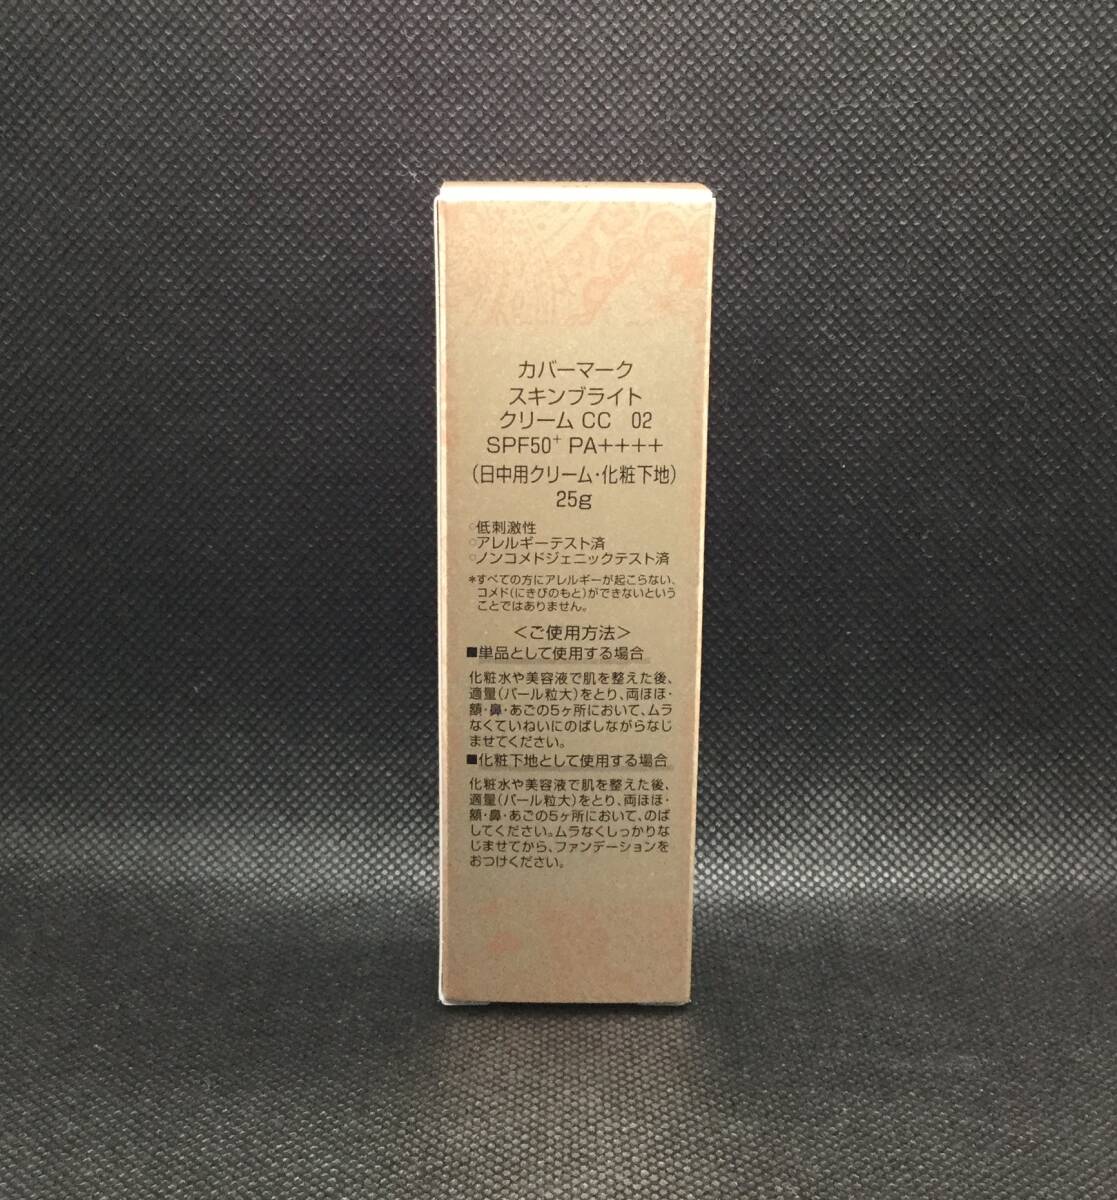 カバーマーク
スキンブライト
クリーム CC 02
SPF50⁺ PA++++
(日中用クリーム・化粧下地)
25g
○低刺激性
○アレルギーテスト済
○ノンコメドジェニックテスト済
*すべての方にアレルギーが起こらない、
コメド(にきびのもと)ができないという
ことではありません。
<ご使用方法>
■単品として使用する場合
化粧水や美容液で肌を整えた後、
適量(パール粒大)をとり、両ほほ・
額・鼻・あごの5ヶ所において、ムラ
なくていねいにのばしながらなじ
ませてください。
■化粧下地として使用する場合
化粧水や美容液で肌を整えた後、
適量(パール粒大)をとり、両ほほ・
額・鼻・あごの5ヶ所において、のば
してください。ムラなくしっかりな
じませてから、ファンデーションを
おつけください。